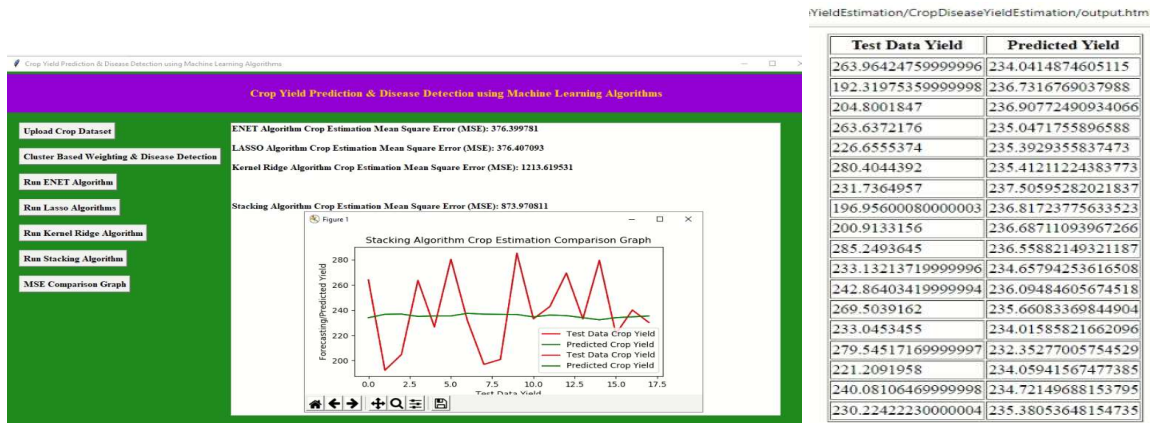 Crop Yield Prediction & Disease Detection using Machine Learning Algorithms
Crop Yield Prediction & Disease Detection using Machine Learning Algorithms
Upload Crop Dataset
Cluster Based Weighting & Disease Detection
Run ENET Algorithm
Run Lasso Algorithms
Run Kernel Ridge Algorithm
Run Stacking Algorithm
MSE Comparison Graph
ENET Algorithm Crop Estimation Mean Square Error (MSE): 376.399781
LASSO Algorithm Crop Estimation Mean Square Error (MSE): 376.407093
Kernel Ridge Algorithm Crop Estimation Mean Square Error (MSE): 1213.619531
Stacking Algorithm Crop Estimation Mean Square Error (MSE): 873.970811
Figure 1
Stacking Algorithm Crop Estimation Comparison Graph
Forecasting/Predicted Yield
280
260
240
220
200
Test Data Crop Yield
Predicted Crop Yield
Test Data Crop Yield
Predicted Crop Yield
0.0 2.5 5.0 7.5 10.0 12.5 15.0 17.5
Test Data Yield
YieldEstimation/CropDiseaseYieldEstimation/output.htm
Test Data Yield Predicted Yield
263.96424759999996 234.0414874605115
192.31975359999998 236.7316769037988
204.8001847 236.90772490934066
263.6372176 235.0471755896588
226.6555374 235.3929355837473
280.4044392 235.41211224383773
231.7364957 237.50595282021837
196.95600080000003 236.81723775633523
200.9133156 236.68711093967266
285.2493645 236.55882149321187
233.13213719999996 234.65794253616508
242.86403419999994 236.09484605674518
269.5039162 235.66083369844904
233.0453455 234.01585821662096
279.54517169999997 232.35277005754529
221.2091958 234.05941567477385
240.08106469999998 234.72149688153795
230.22422230000004 235.38053648154735